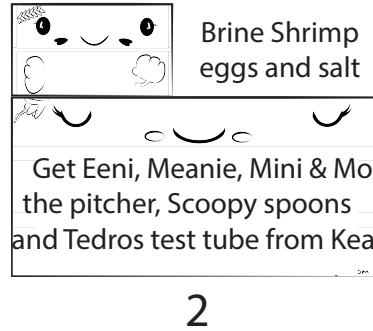 Brine Shrimp
eggs and salt
Get Eeni, Meanie, Mini & Mo
the pitcher, Scoopy spoons
and Tedros test tube from Kea
2